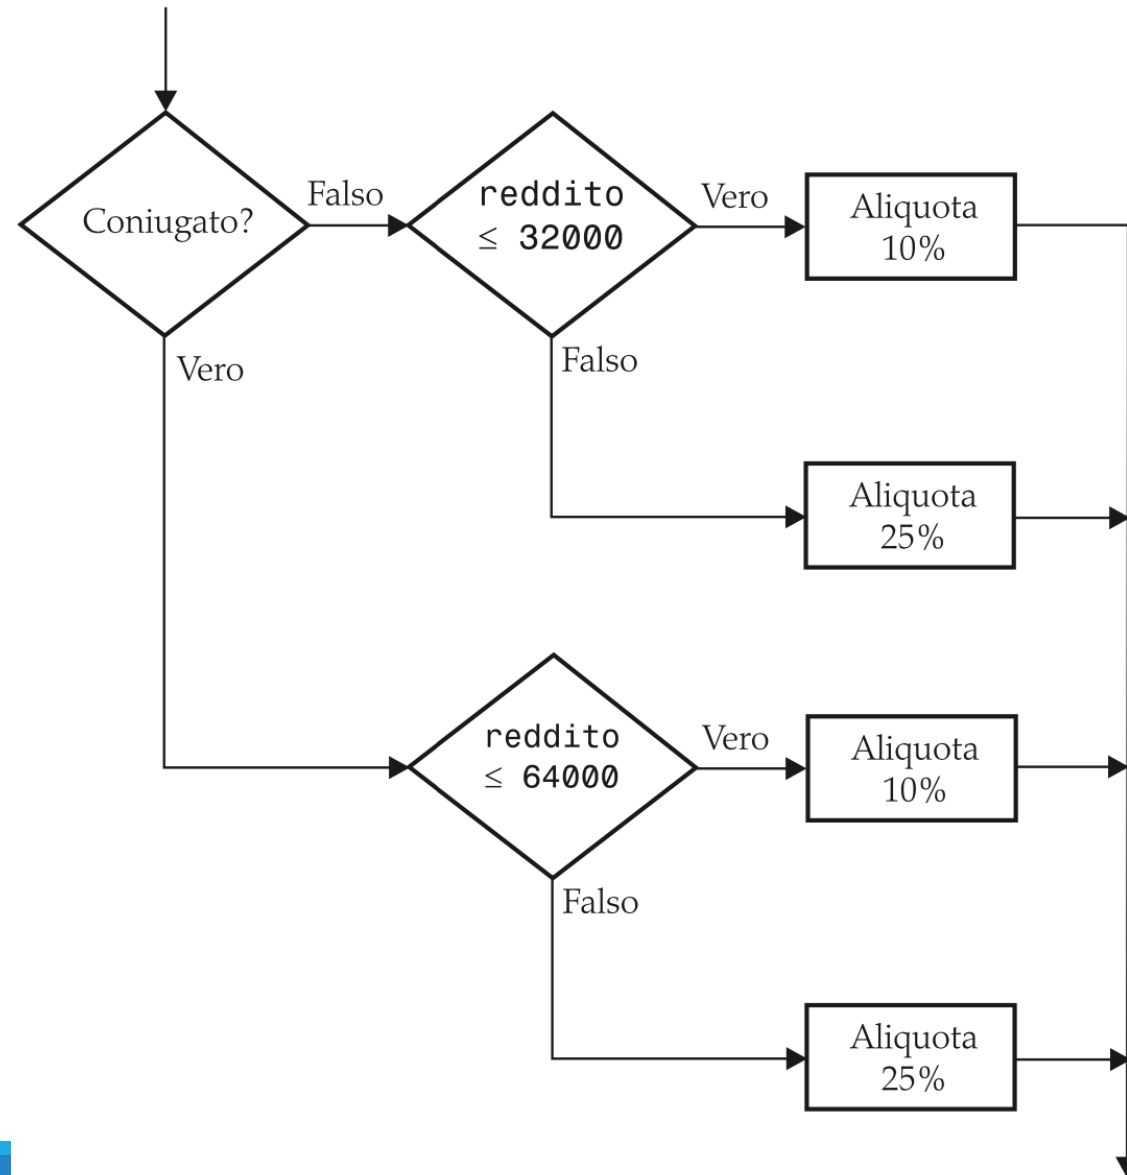 Coniugato?
Falso
reddito
≤ 32000
Vero
Aliquota
10%
Falso
Aliquota
25%
Vero
reddito
≤ 64000
Vero
Aliquota
10%
Falso
Aliquota
25%